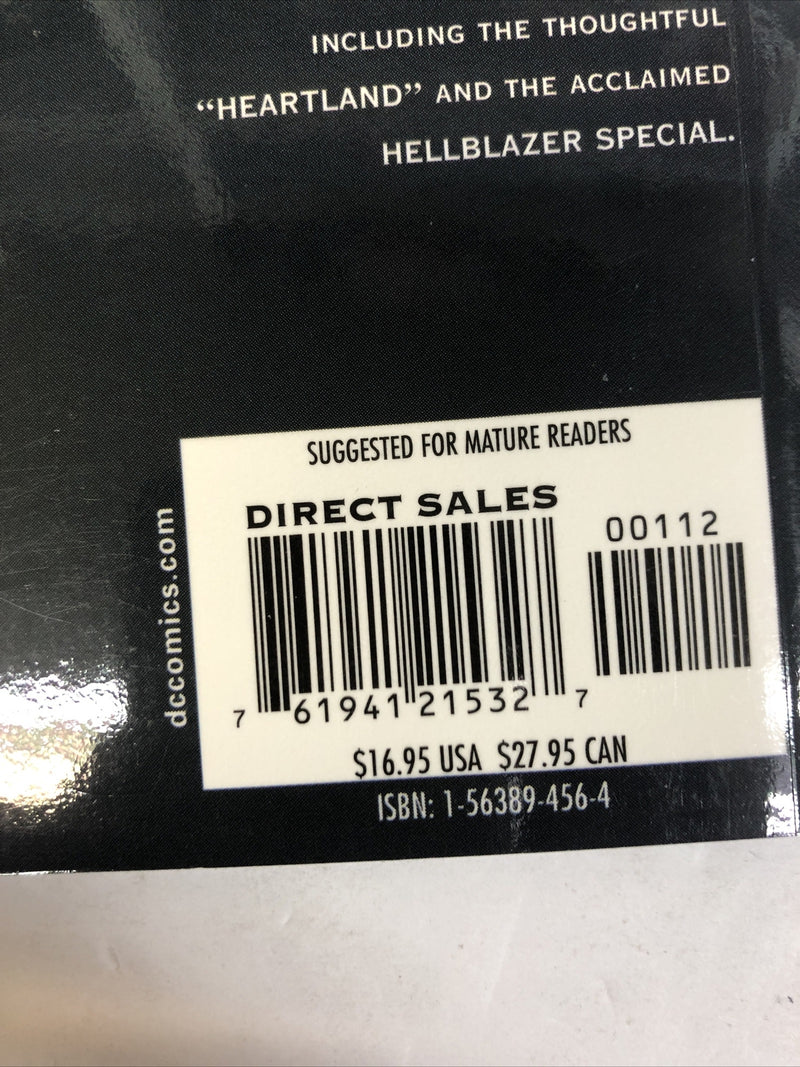 INCLUDING THE THOUGHTFUL
“HEARTLAND” AND THE ACCLAIMED
HELLBLAZER SPECIAL.
SUGGESTED FOR MATURE READERS
DIRECT SALES
00112
dccomics.com
7 61941 21532 7
$16.95 USA $27.95 CAN
ISBN: 1-56389-456-4